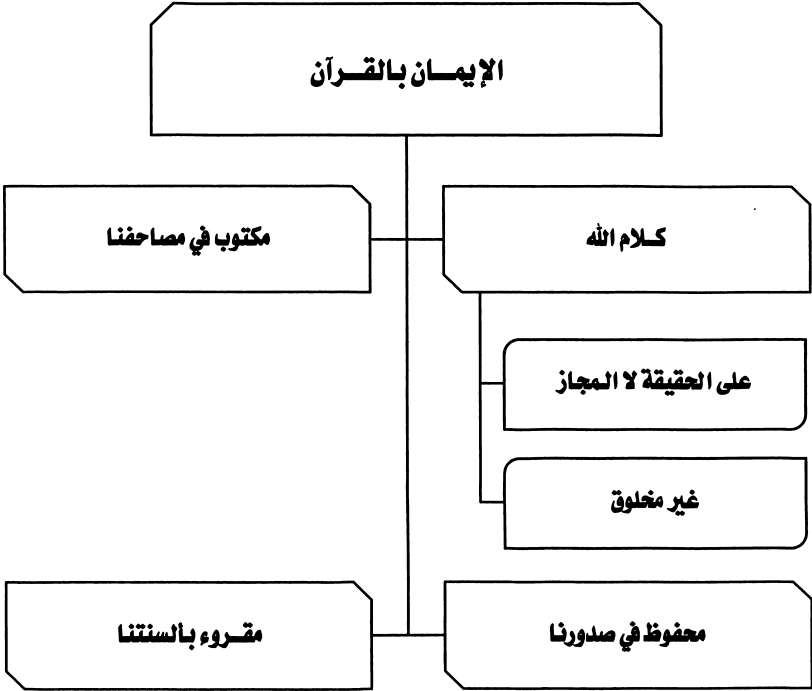 الإيمان بالقرآن
كلام الله
مكتوب في مصاحفنا
على الحقيقة لا المجاز
غير مخلوق
محفوظ في صدورنا
مقروء بألسنتنا